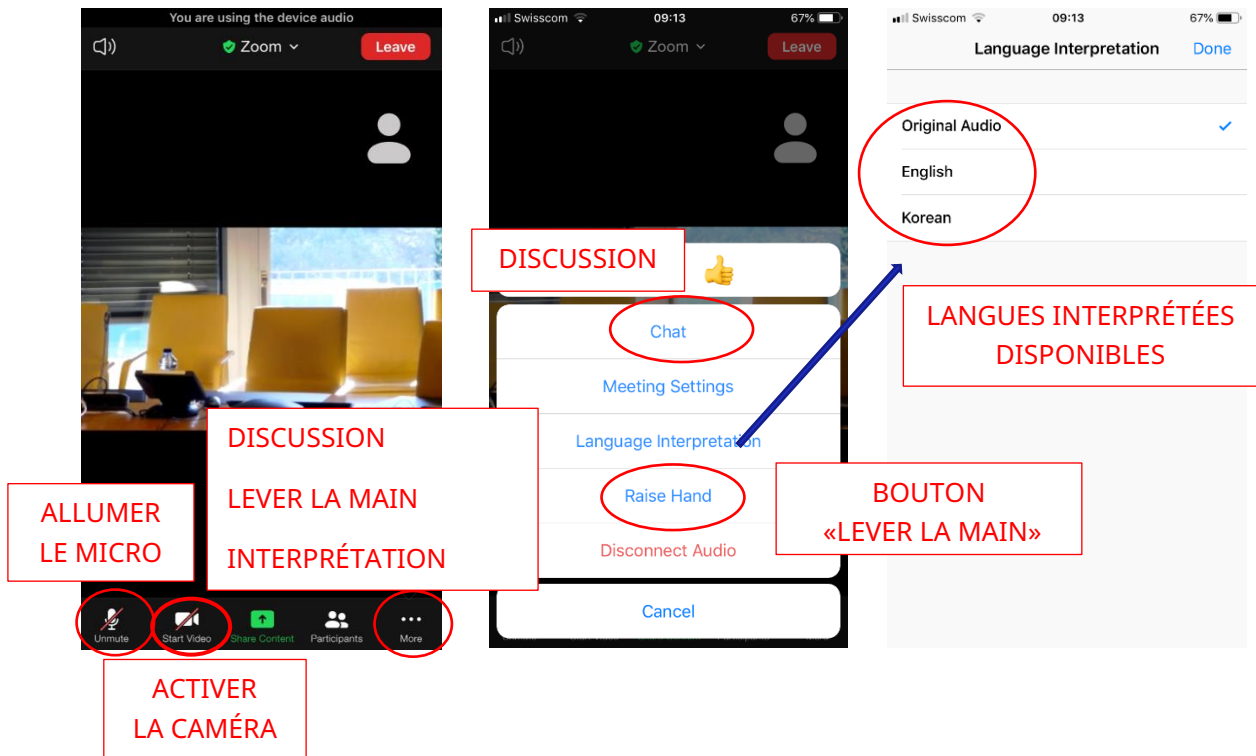 You are using the device audio
Zoom
Leave
DISCUSSION
LEVER LA MAIN
INTERPRÉTATION
ALLUMER
LE MICRO
Unmute
Start Video
Share Content
Participants
More
ACTIVER
LA CAMÉRA
Swisscom
09:13
67%
Zoom
Leave
DISCUSSION
Chat
Meeting Settings
Language Interpretation
Raise Hand
Disconnect Audio
Cancel
BOUTON
«LEVER LA MAIN»
Swisscom
09:13
67%
Language Interpretation
Done
Original Audio
English
Korean
LANGUES INTERPRÉTÉES
DISPONIBLES